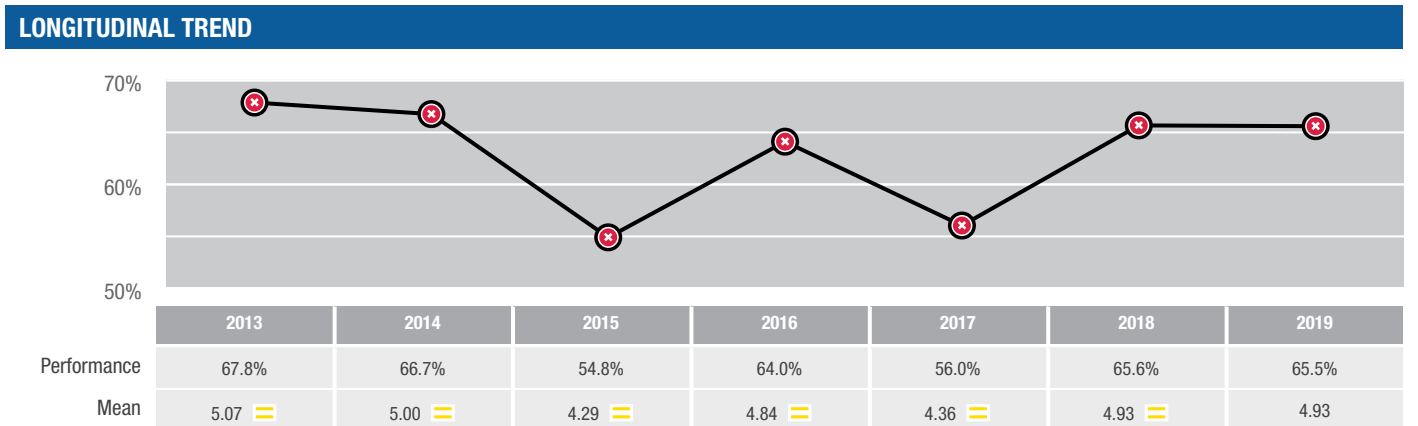 LONGITUDINAL TREND
70%
60%
50%
2013 2014 2015 2016 2017 2018 2019
Performance 67.8% 66.7% 54.8% 64.0% 56.0% 65.6% 65.5%
Mean 5.07 5.00 4.29 4.84 4.36 4.93 4.93